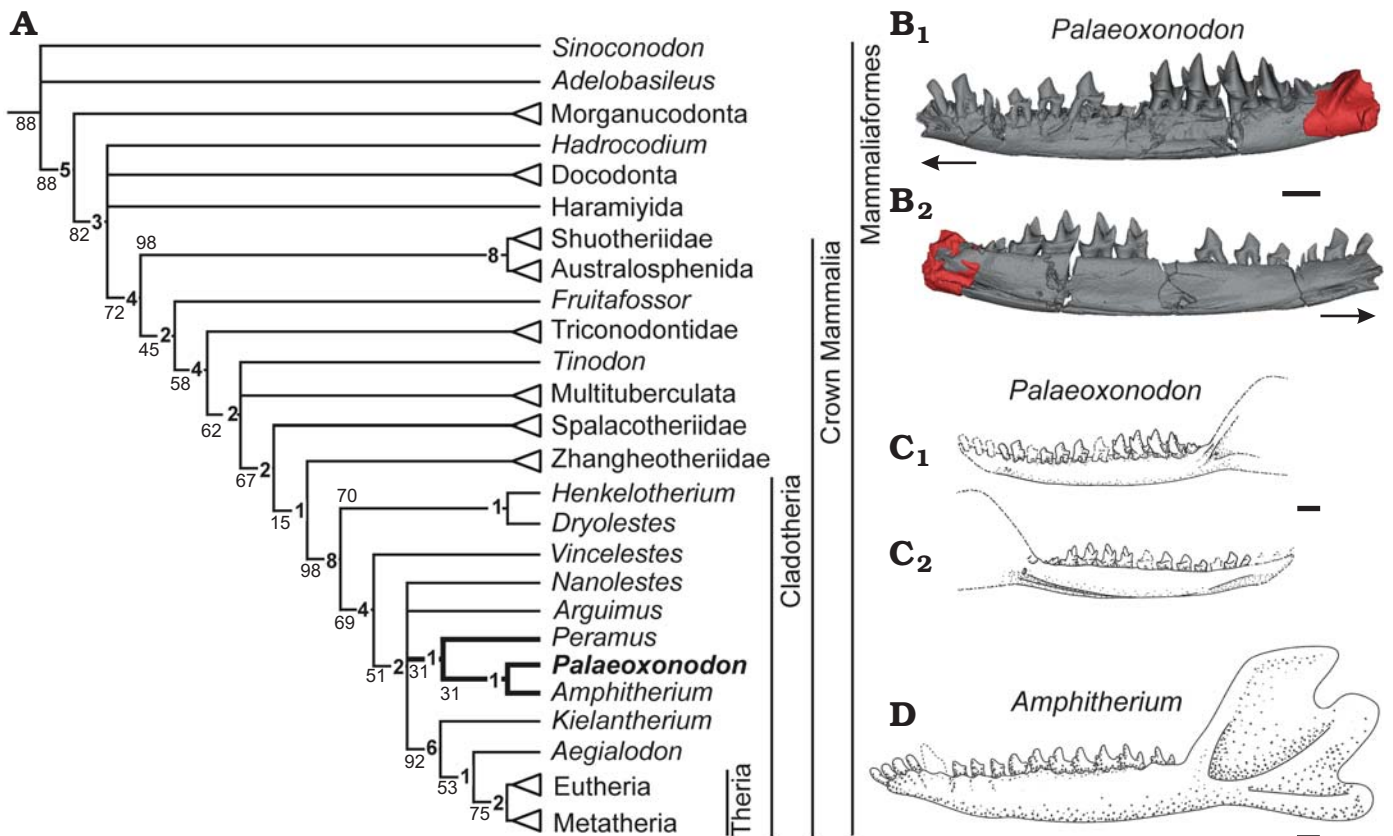 A
Sinoconodon
Adelobasileus
Morganucodonta
Hadrocodium
Docodonta
Haramiyida
Shuotheriidae
Australosphenida
Fruitafossor
Triconodontidae
Tinodon
Multituberculata
Spalacotheriidae
Zhangheotheriidae
Henkelotherium
Dryolestes
Vincelestes
Nanolestes
Arguimus
Peramus
Palaeoxonodon
Amphitherium
Kielantherium
Aegialodon
Eutheria
Metatheria
88
88
5
82
3
98
8
72
4
45
2
58
4
62
2
67
2
15
1
70
1
98
8
69
4
51
2
31
1
31
1
92
6
53
1
75
2
Theria
Cladotheria
Crown Mammalia
Mammaliaformes
B1
Palaeoxonodon
B2
Palaeoxonodon
C1
C2
D
Amphitherium